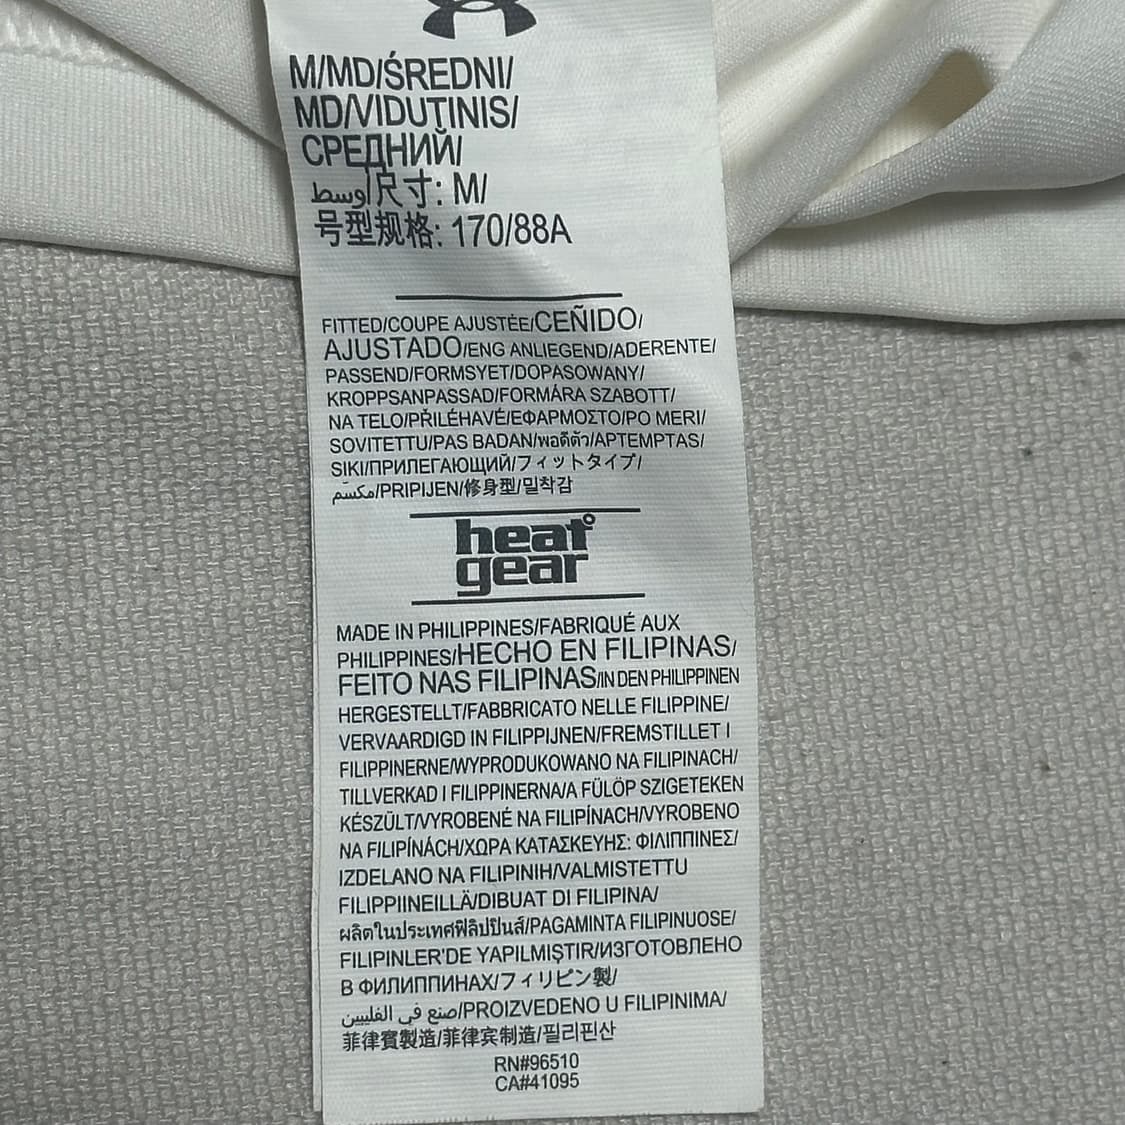 M/MD/ŚREDNI/
MD/VIDUTINIS/
СРЕДНИЙ/
وسط/尺寸: M/
号型规格: 170/88A
FITTED/COUPE AJUSTÉE/CEÑIDO/
AJUSTADO/ENG ANLIEGEND/ADERENTE/
PASSEND/FORMSYET/DOPASOWANY/
KROPPSANPASSAD/FORMÁRA SZABOTT/
NA TELO/PŘILÉHAVÉ/ΕΦΑΡΜΟΣΤΟ/PO MERI/
SOVITETTU/PAS BADAN/พอดีตัว/APTEMPTAS/
SIKI/ПРИЛЕГАЮЩИЙ/フィットタイプ/
مكسّم/PRIPIJEN/修身型/밀착감
heat
gear
MADE IN PHILIPPINES/FABRIQUÉ AUX
PHILIPPINES/HECHO EN FILIPINAS/
FEITO NAS FILIPINAS/IN DEN PHILIPPINEN
HERGESTELLT/FABBRICATO NELLE FILIPPINE/
VERVAARDIGD IN FILIPPIJNEN/FREMSTILLET I
FILIPPINERNE/WYPRODUKOWANO NA FILIPINACH/
TILLVERKAD I FILIPPINERNA/A FÜLÖP SZIGETEKEN
KÉSZÜLT/VYROBENÉ NA FILIPÍNACH/VYROBENO
NA FILIPÍNÁCH/ΧΩΡΑ ΚΑΤΑΣΚΕΥΗΣ: ΦΙΛΙΠΠΙΝΕΣ/
IZDELANO NA FILIPINIH/VALMISTETTU
FILIPPIINEILLÄ/DIBUAT DI FILIPINA/
ผลิตในประเทศฟิลิปปินส์/PAGAMINTA FILIPINUOSE/
FILIPINLER'DE YAPILMIŞTIR/ИЗГОТОВЛЕНО
В ФИЛИППИНАХ/フィリピン製/
صنع في الفلبين/PROIZVEDENO U FILIPINIMA/
菲律賓製造/菲律宾制造/필리핀산
RN#96510
CA#41095